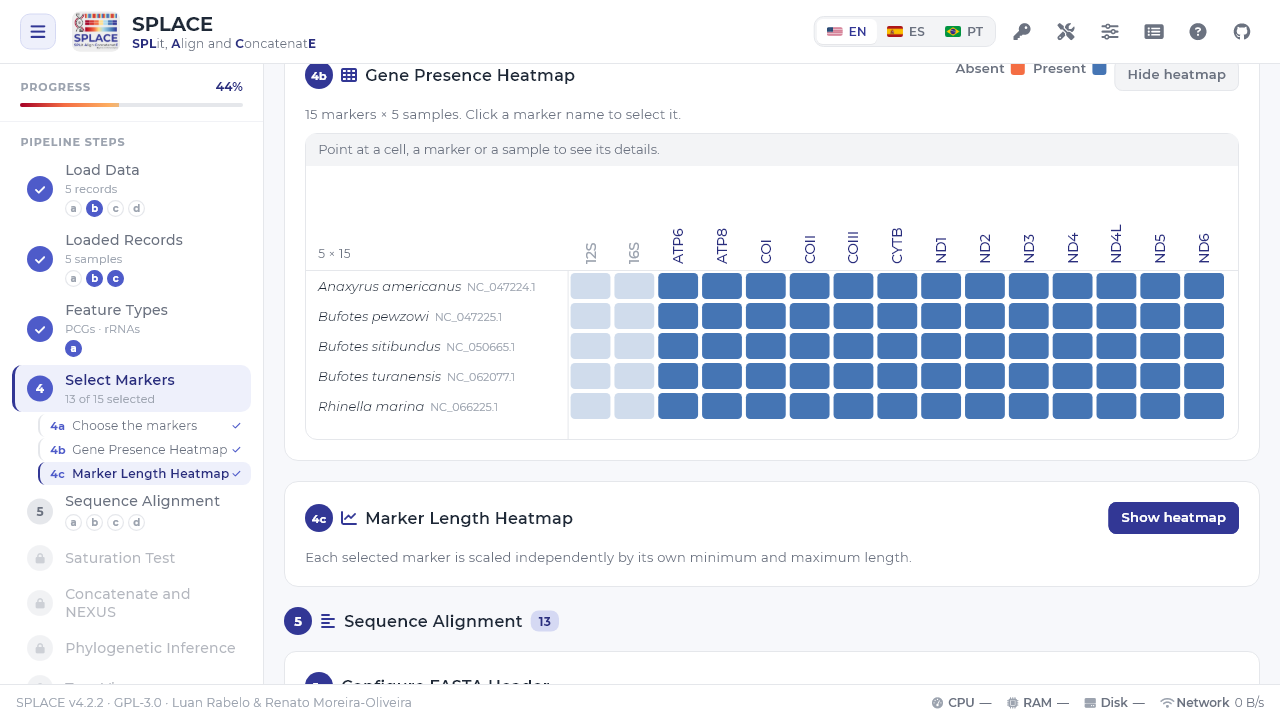 SPLACE
SPLit, Align and ConcatenatE
EN
ES
PT
PROGRESS
44%
PIPELINE STEPS
Load Data
5 records
a b c d
Loaded Records
5 samples
a b c
Feature Types
PCGs · rRNAs
a
4
Select Markers
13 of 15 selected
4a Choose the markers
4b Gene Presence Heatmap
4c Marker Length Heatmap
5
Sequence Alignment
a b c d
Saturation Test
Concatenate and
NEXUS
Phylogenetic Inference
4b Gene Presence Heatmap
Absent Present
Hide heatmap
15 markers × 5 samples. Click a marker name to select it.
Point at a cell, a marker or a sample to see its details.
5 × 15
12S 16S ATP6 ATP8 COI COII COIII CYTB ND1 ND2 ND3 ND4 ND4L ND5 ND6
Anaxyrus americanus NC_047224.1
Bufotes pewzowi NC_047225.1
Bufotes sitibundus NC_050665.1
Bufotes turanensis NC_062077.1
Rhinella marina NC_066225.1
4c Marker Length Heatmap
Show heatmap
Each selected marker is scaled independently by its own minimum and maximum length.
5 Sequence Alignment 13
Configure FASTA Header
SPLACE v4.2.2 · GPL-3.0 · Luan Rabelo & Renato Moreira-Oliveira
CPU —
RAM —
Disk —
Network 0 B/s